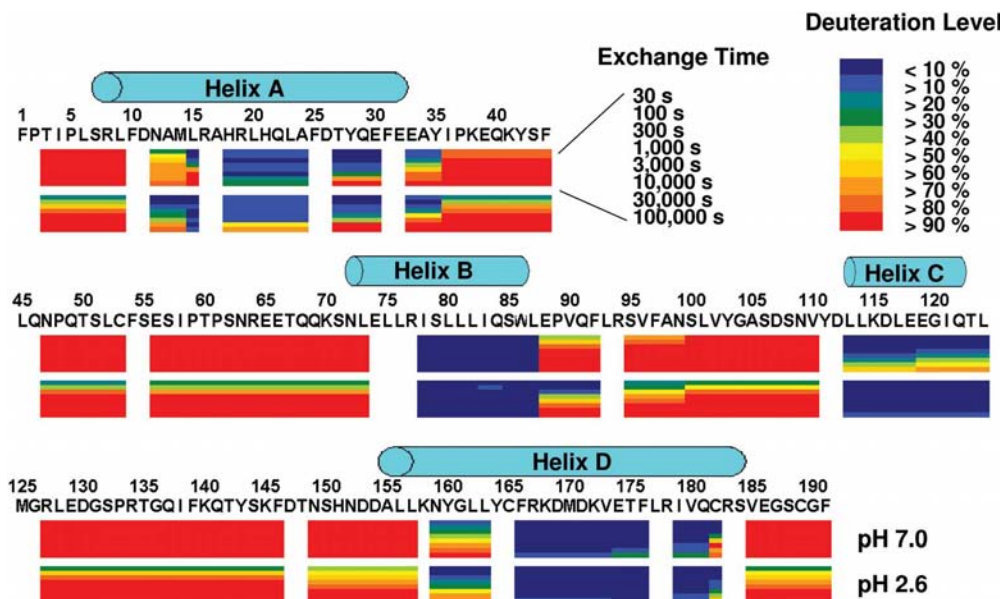 Deuteration Level
< 10 %
> 10 %
> 20 %
> 30 %
> 40 %
> 50 %
> 70 %
> 80 %
> 90 %
Exchange Time
30 s
100 s
300 s
1,000 s
3,000 s
10,000 s
30,000 s
100,000 s
Helix A
1 5 10 15 20 25 30 35 40
FPTIPLSRLFDNAMLRAHRLHQLAFDTYQEFEEAYIPKEQKYSF
Helix B Helix C
45 50 55 60 65 70 75 80 85 90 95 100 105 110 115 120
LQNPQTSLCFSESIPTPSNREETQQKSNLELLRISLLLIQSWLEPVQFLRSVFANSLVYGASDSNVYDLLKDLEEGIQTL
Helix D
125 130 135 140 145 150 155 160 165 170 175 180 185 190
MGRLEDGSPRTGQIFKQTYSKFDTNSHNDDALLKNYGLLYCFRKDMDKVETFLRIVQCRSVEGSCGF
pH 7.0
pH 2.6